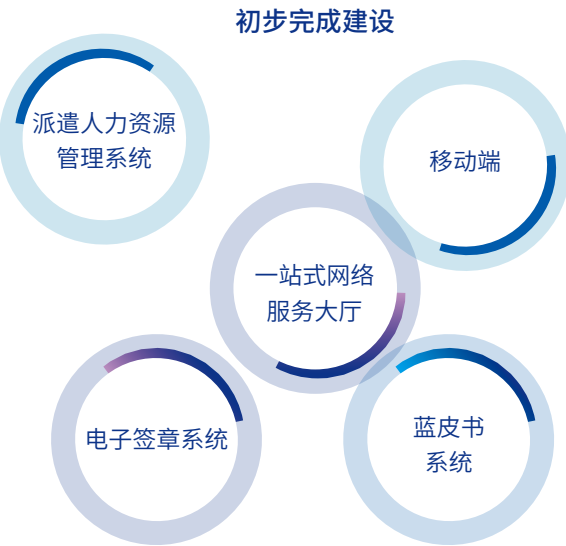 初步完成建设
派遣人力资源
管理系统
移动端
一站式网络
服务大厅
电子签章系统
蓝皮书
系统